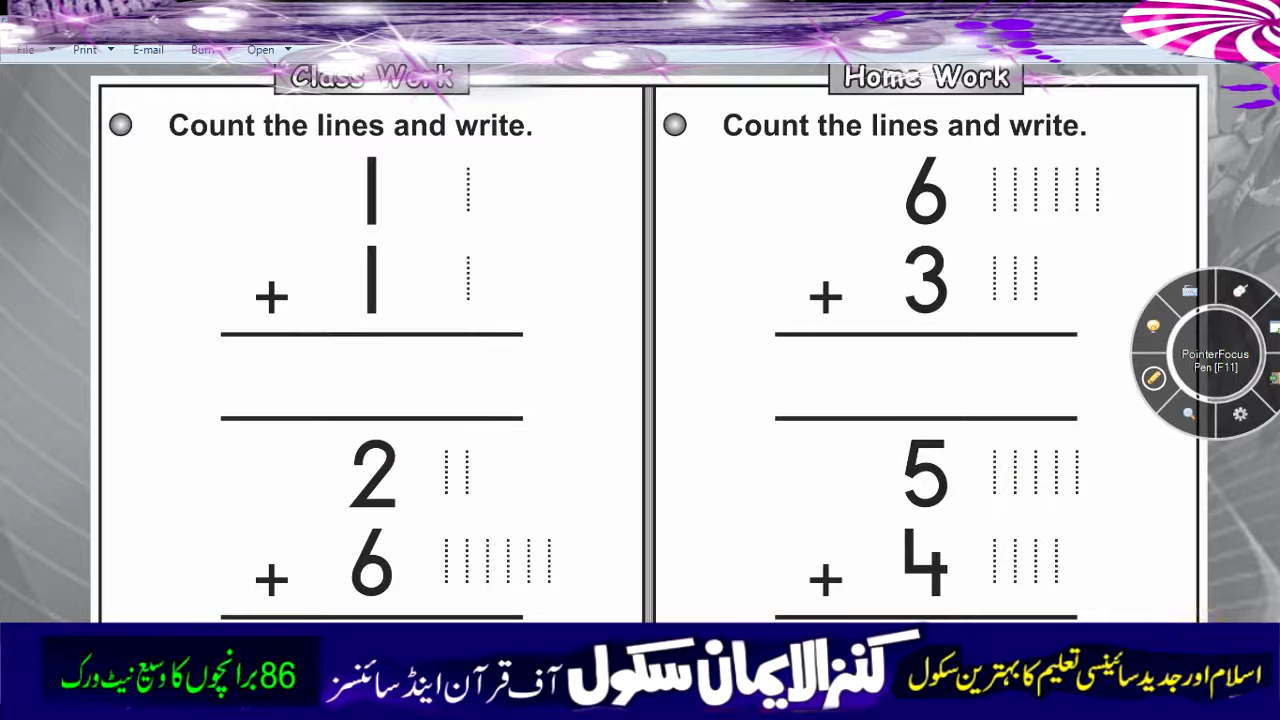 File Print E-mail Burn Open
Class Work
Count the lines and write.
1
+ 1
2
+ 6
Home Work
Count the lines and write.
6
+ 3
5
+ 4
PointerFocus
Pen [F11]
اسلام اور جدید سائینسی تعلیم کا بہترین سکول کنزالایمان سکول آف قرآن اینڈ سائنسز 86 برانچوں کا وسیع نیٹ ورک